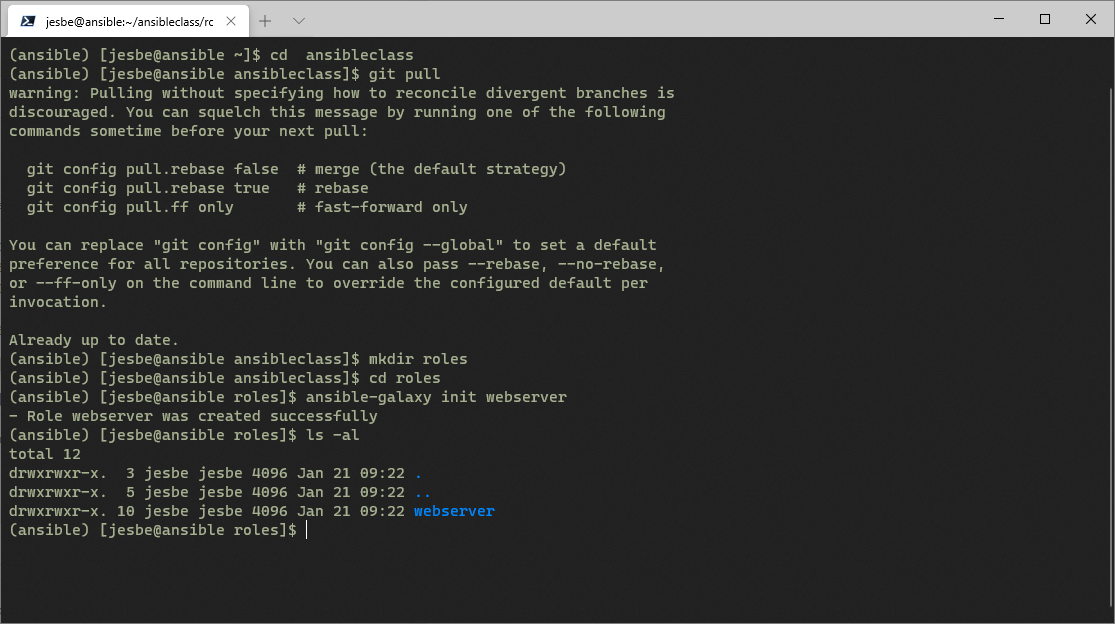 jesbe@ansible:~/ansibleclass/rc
(ansible) [jesbe@ansible ~]$ cd  ansibleclass
(ansible) [jesbe@ansible ansibleclass]$ git pull
warning: Pulling without specifying how to reconcile divergent branches is
discouraged. You can squelch this message by running one of the following
commands sometime before your next pull:

  git config pull.rebase false  # merge (the default strategy)
  git config pull.rebase true   # rebase
  git config pull.ff only       # fast-forward only

You can replace "git config" with "git config --global" to set a default
preference for all repositories. You can also pass --rebase, --no-rebase,
or --ff-only on the command line to override the configured default per
invocation.

Already up to date.
(ansible) [jesbe@ansible ansibleclass]$ mkdir roles
(ansible) [jesbe@ansible ansibleclass]$ cd roles
(ansible) [jesbe@ansible roles]$ ansible-galaxy init webserver
- Role webserver was created successfully
(ansible) [jesbe@ansible roles]$ ls -al
total 12
drwxrwxr-x.  3 jesbe jesbe 4096 Jan 21 09:22 .
drwxrwxr-x.  5 jesbe jesbe 4096 Jan 21 09:22 ..
drwxrwxr-x. 10 jesbe jesbe 4096 Jan 21 09:22 webserver
(ansible) [jesbe@ansible roles]$